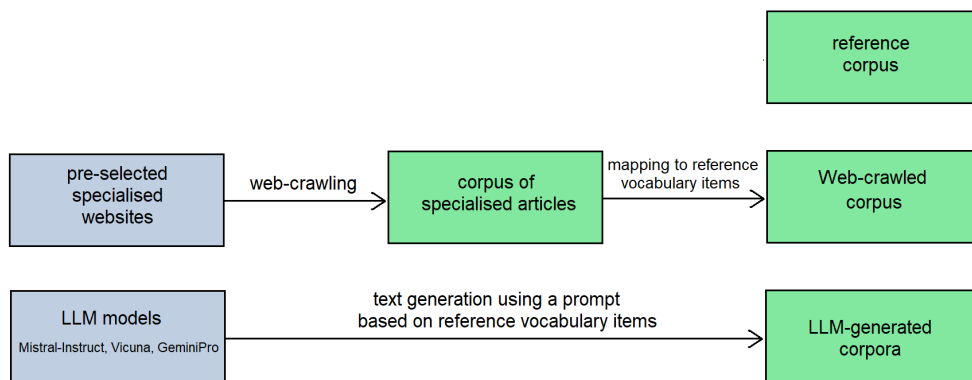 reference
corpus
pre-selected
specialised
websites
web-crawling
corpus of
specialised articles
mapping to reference
vocabulary items
Web-crawled
corpus
LLM models
Mistral-Instruct, Vicuna, GeminiPro
text generation using a prompt
based on reference vocabulary items
LLM-generated
corpora